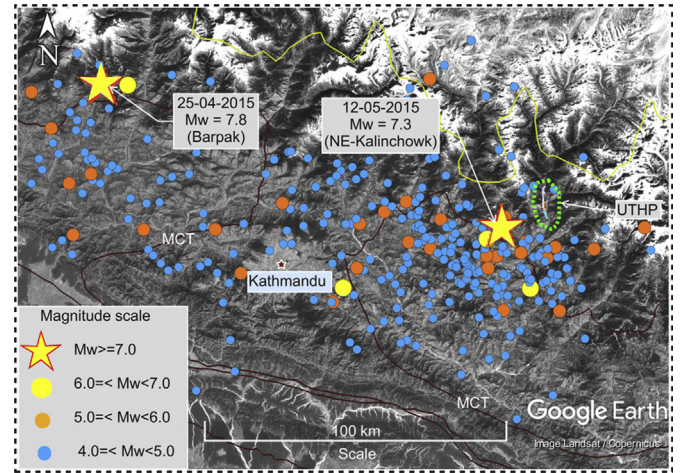 N
25-04-2015
Mw = 7.8
(Barpak)
12-05-2015
Mw = 7.3
(NE-Kalinchowk)
UTHP
MCT
Kathmandu
Magnitude scale
Mw>=7.0
6.0=< Mw<7.0
5.0=< Mw<6.0
4.0=< Mw<5.0
MCT
Google Earth
Image Landsat / Copernicus
100 km
Scale